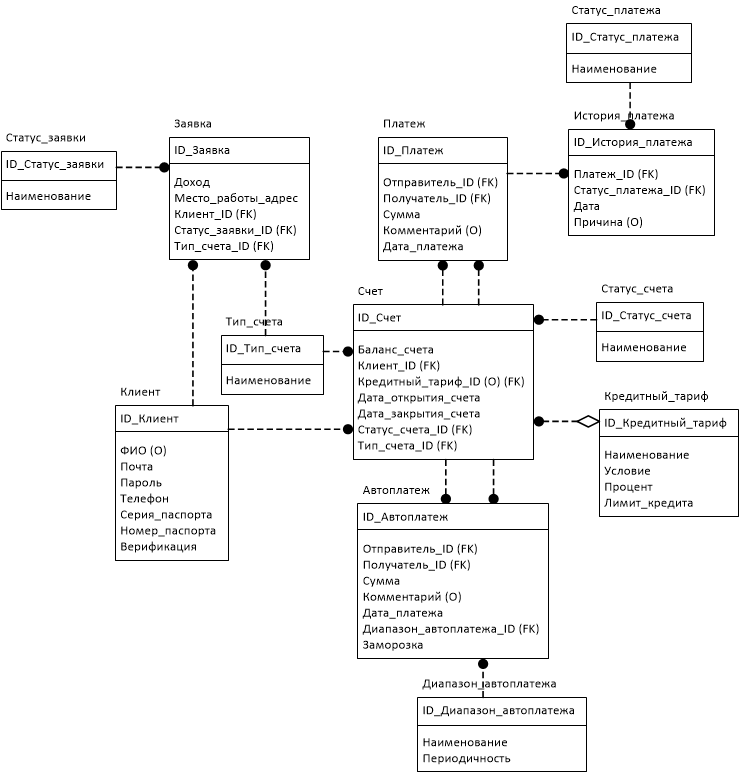 Статус_платежа
ID_Статус_платежа
Наименование
История_платежа
ID_История_платежа
Платеж_ID (FK)
Статус_платежа_ID (FK)
Дата
Причина (O)
Статус_заявки
ID_Статус_заявки
Наименование
Заявка
ID_Заявка
Доход
Место_работы_адрес
Клиент_ID (FK)
Статус_заявки_ID (FK)
Тип_счета_ID (FK)
Платеж
ID_Платеж
Отправитель_ID (FK)
Получатель_ID (FK)
Сумма
Комментарий (O)
Дата_платежа
Тип_счета
ID_Тип_счета
Наименование
Счет
ID_Счет
Баланс_счета
Клиент_ID (FK)
Кредитный_тариф_ID (O) (FK)
Дата_открытия_счета
Дата_закрытия_счета
Статус_счета_ID (FK)
Тип_счета_ID (FK)
Статус_счета
ID_Статус_счета
Наименование
Клиент
ID_Клиент
ФИО (O)
Почта
Пароль
Телефон
Серия_паспорта
Номер_паспорта
Верификация
Кредитный_тариф
ID_Кредитный_тариф
Наименование
Условие
Процент
Лимит_кредита
Автоплатеж
ID_Автоплатеж
Отправитель_ID (FK)
Получатель_ID (FK)
Сумма
Комментарий (O)
Дата_платежа
Диапазон_автоплатежа_ID (FK)
Заморозка
Диапазон_автоплатежа
ID_Диапазон_автоплатежа
Наименование
Периодичность